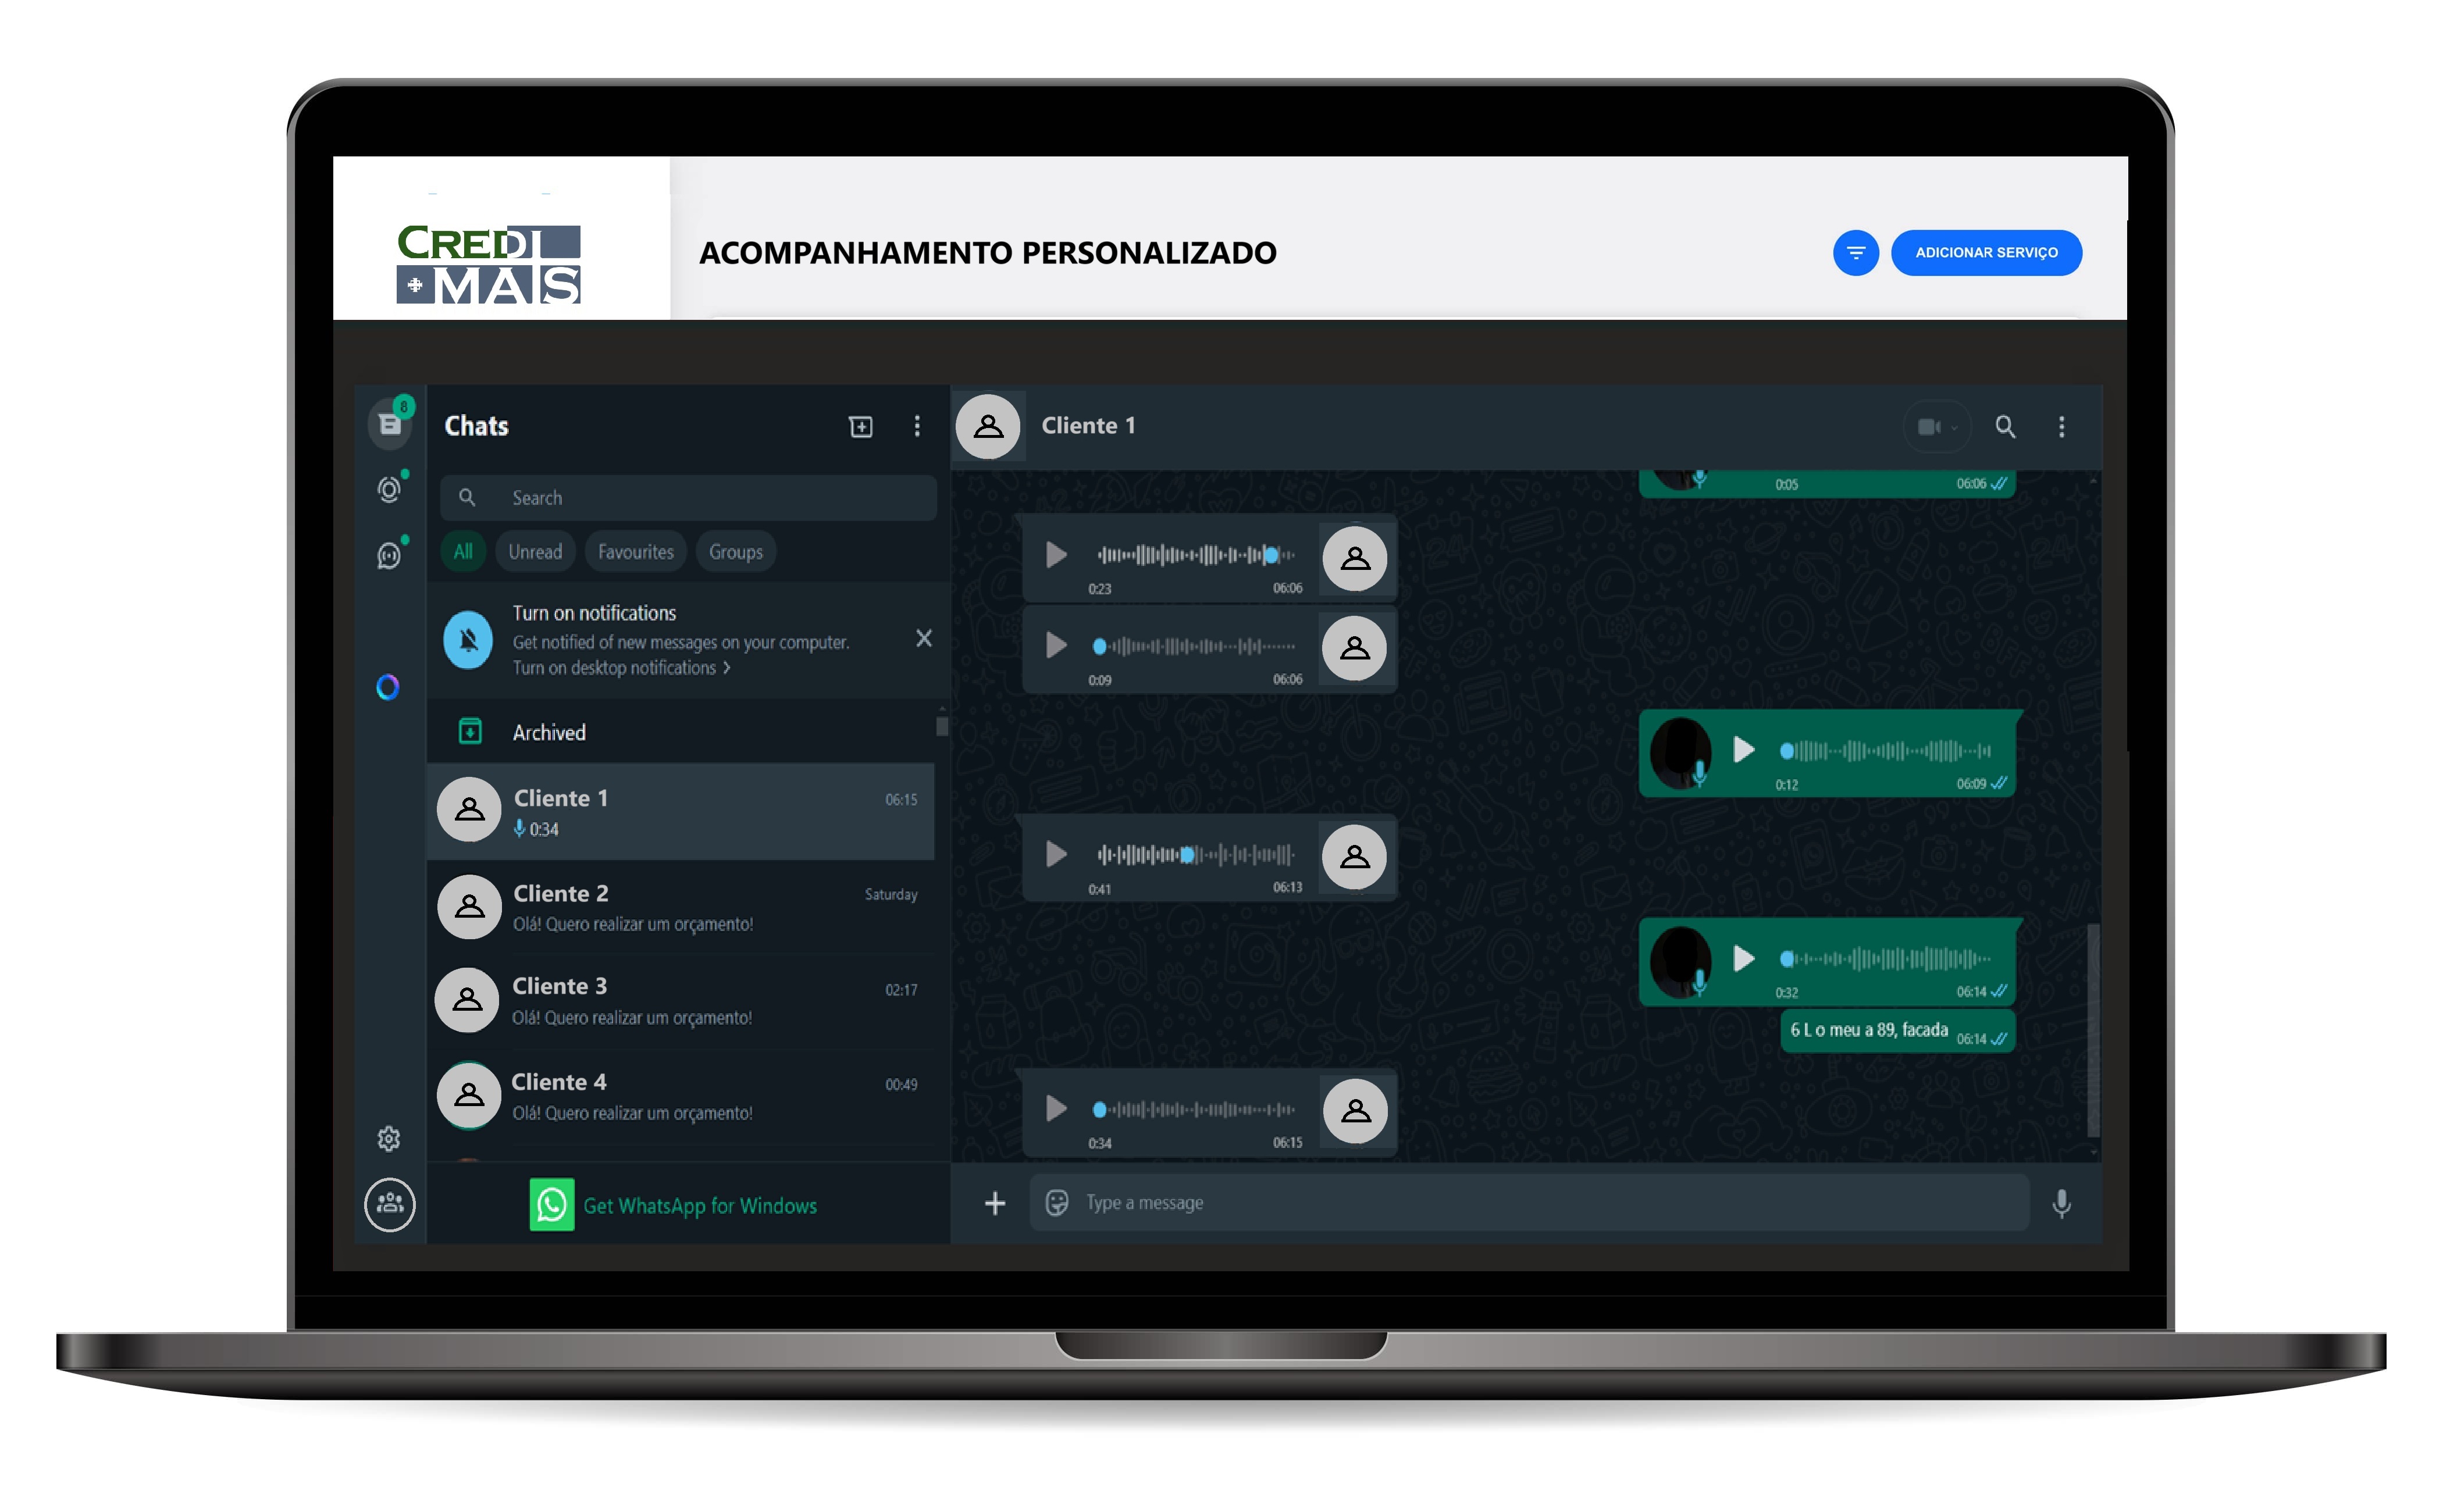 CREDI
MAIS
ACOMPANHAMENTO PERSONALIZADO
ADICIONAR SERVIÇO
8
Chats
Search
All
Unread
Favourites
Groups
Turn on notifications
Get notified of new messages on your computer.
Turn on desktop notifications >
Archived
Cliente 1
06:15
0:34
Cliente 2
Saturday
Olá! Quero realizar um orçamento!
Cliente 3
02:17
Olá! Quero realizar um orçamento!
Cliente 4
00:49
Olá! Quero realizar um orçamento!
Get WhatsApp for Windows
Cliente 1
0:05
06:06
0:23
06:06
0:09
06:06
0:12
06:09
0:41
06:13
0:32
06:14
6 L o meu a 89, facada
06:14
0:34
06:15
Type a message